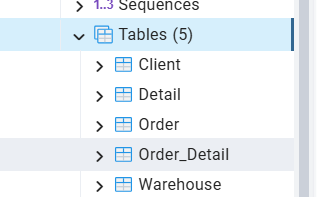 1..3 Sequences
Tables (5)
Client
Detail
Order
Order_Detail
Warehouse